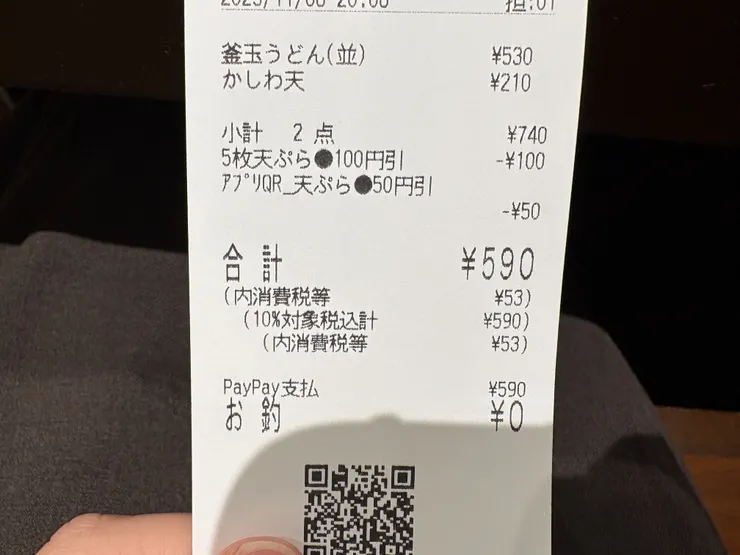 担:01
釜玉うどん(並) ¥530
かしわ天 ¥210
小計 2点 ¥740
5枚天ぷら●100円引 -¥100
ｱﾌﾟﾘQR_天ぷら●50円引
-¥50
合計 ¥590
(内消費税等 ¥53)
(10%対象税込計 ¥590)
(内消費税等 ¥53)
PayPay支払 ¥590
お釣 ¥0